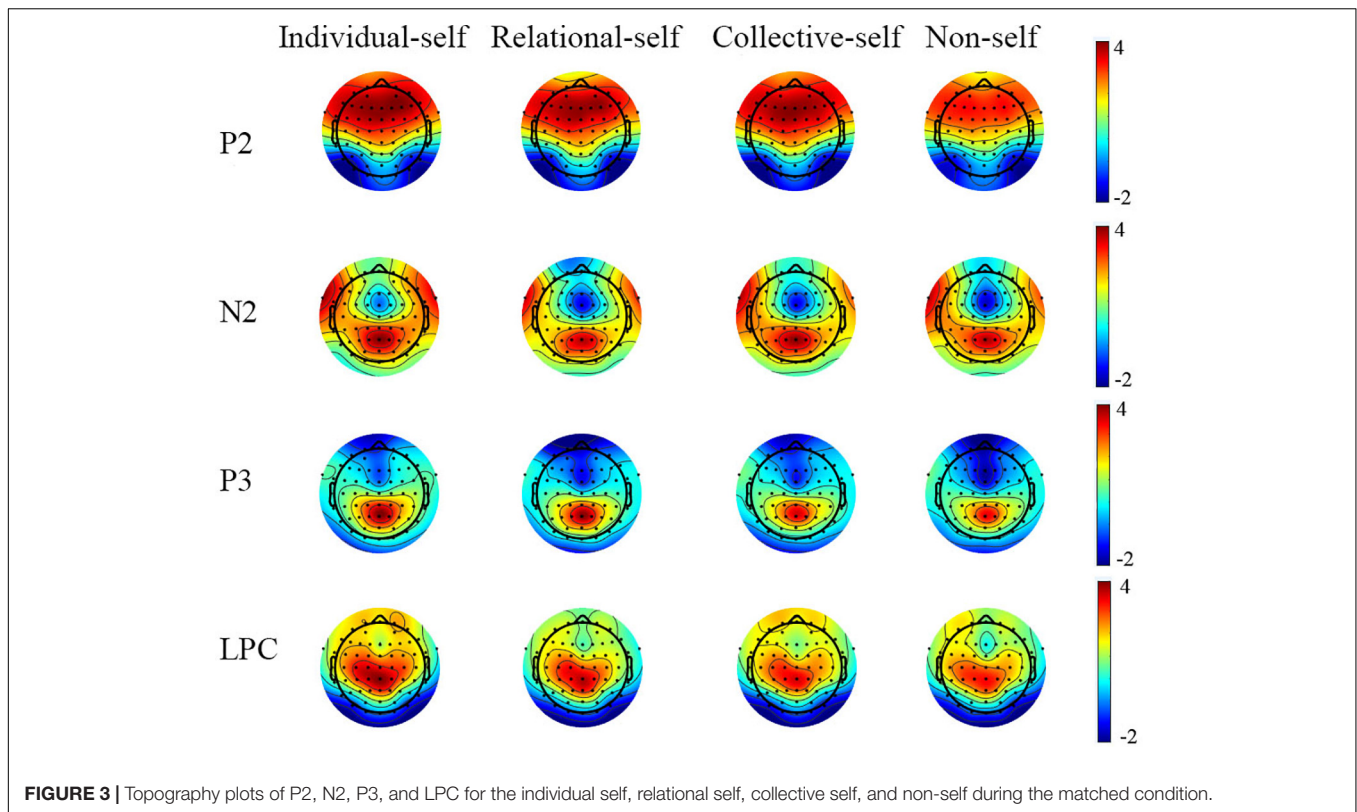 Individual-self Relational-self Collective-self Non-self
4
P2
-2
4
N2
-2
4
P3
-2
4
LPC
-2
FIGURE 3 | Topography plots of P2, N2, P3, and LPC for the individual self, relational self, collective self, and non-self during the matched condition.